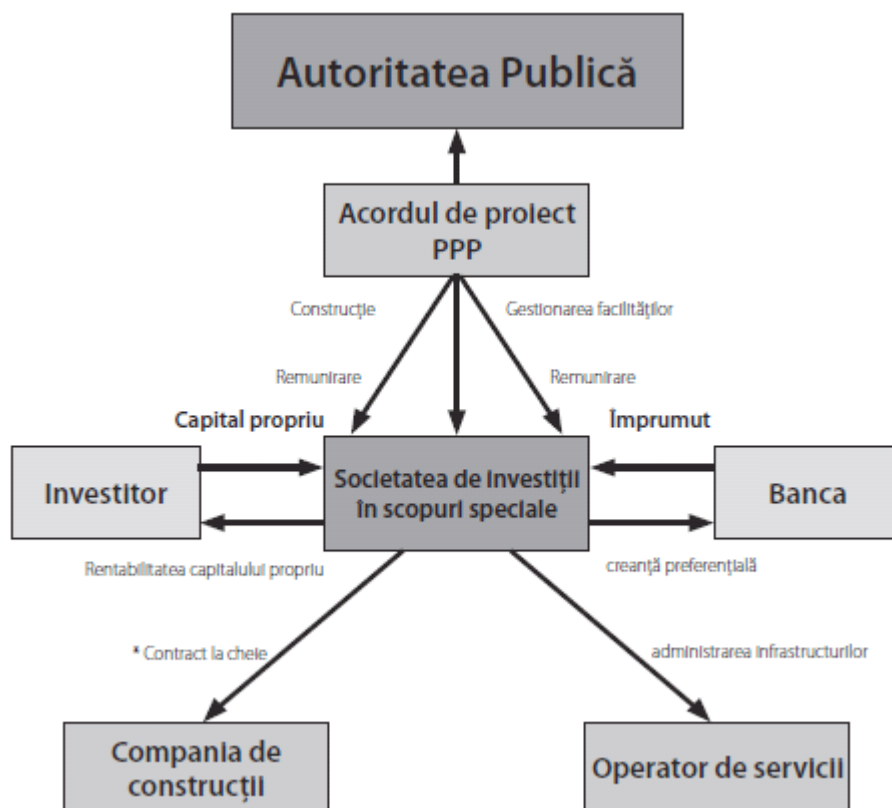 Autoritatea Publică
Acordul de proiect
PPP
Construcție
Gestionarea facilităților
Remunirare
Remunirare
Capital propriu
Împrumut
Investitor
Societatea de investiții
în scopuri speciale
Banca
Rentabilitatea capitalului propriu
creanță preferențială
* Contract la cheie
administrarea infrastructurilor
Compania de
construcții
Operator de servicii